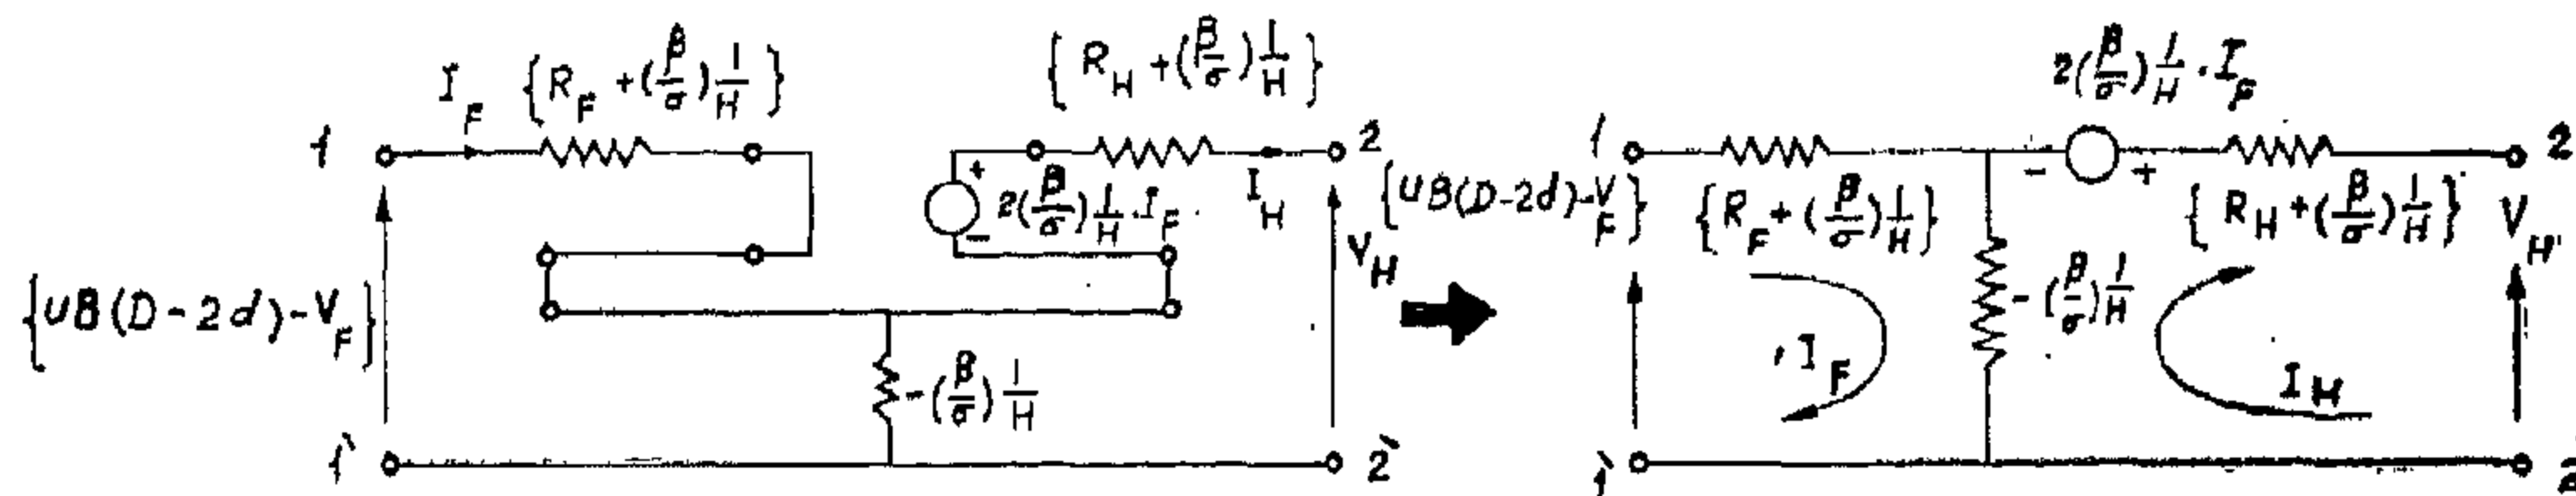 I_F {R_F + (β/σ) 1/H}
{R_H + (β/σ) 1/H}
1
2
2(β/σ) 1/H . I_F
I_H
{uB(D-2d)-V_F}
V_H
-(β/σ) 1/H
1`
2`
2(β/σ) 1/H . I_F
1
2
{uB(D-2d)-V_F}
{R_F + (β/σ) 1/H}
{R_H + (β/σ) 1/H}
V_H
-(β/σ) 1/H
I_F
I_H
1`
2